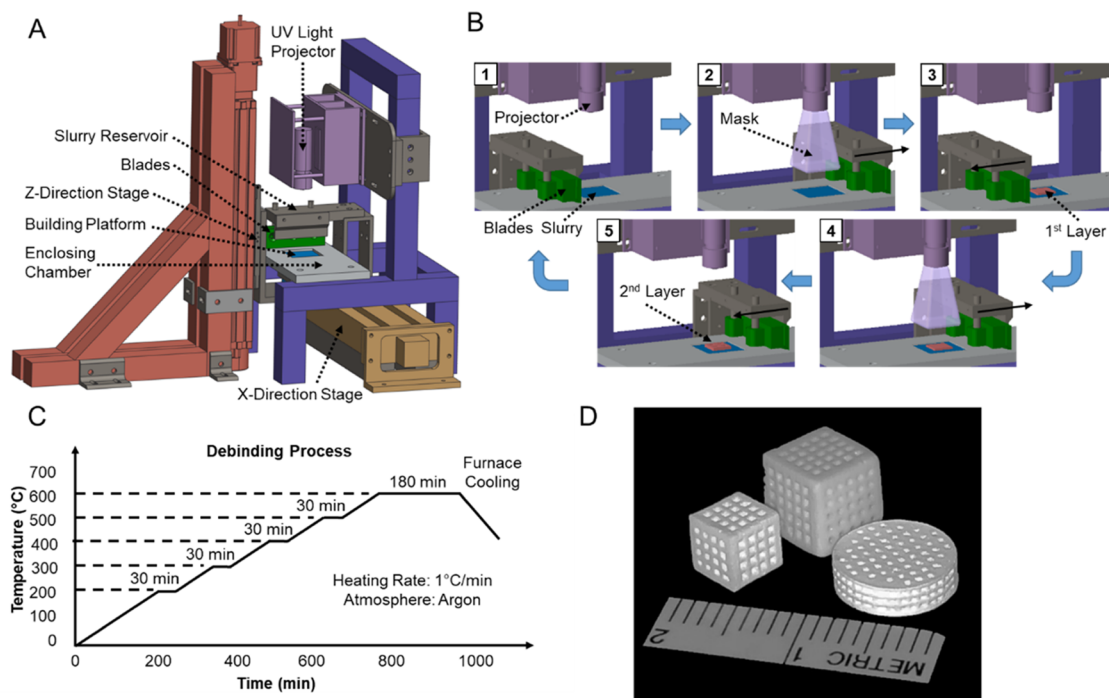 A
UV Light
Projector
Slurry Reservoir
Blades
Z-Direction Stage
Building Platform
Enclosing
Chamber
X-Direction Stage
B
1
Projector
Blades Slurry
2
Mask
3
1st Layer
5
2nd Layer
4
C
Debinding Process
Temperature (°C)
700
600
500
400
300
200
100
0
30 min
30 min
30 min
30 min
180 min
Furnace
Cooling
Heating Rate: 1°C/min
Atmosphere: Argon
0
200
400
600
800
1000
Time (min)
D
2
1
METRIC